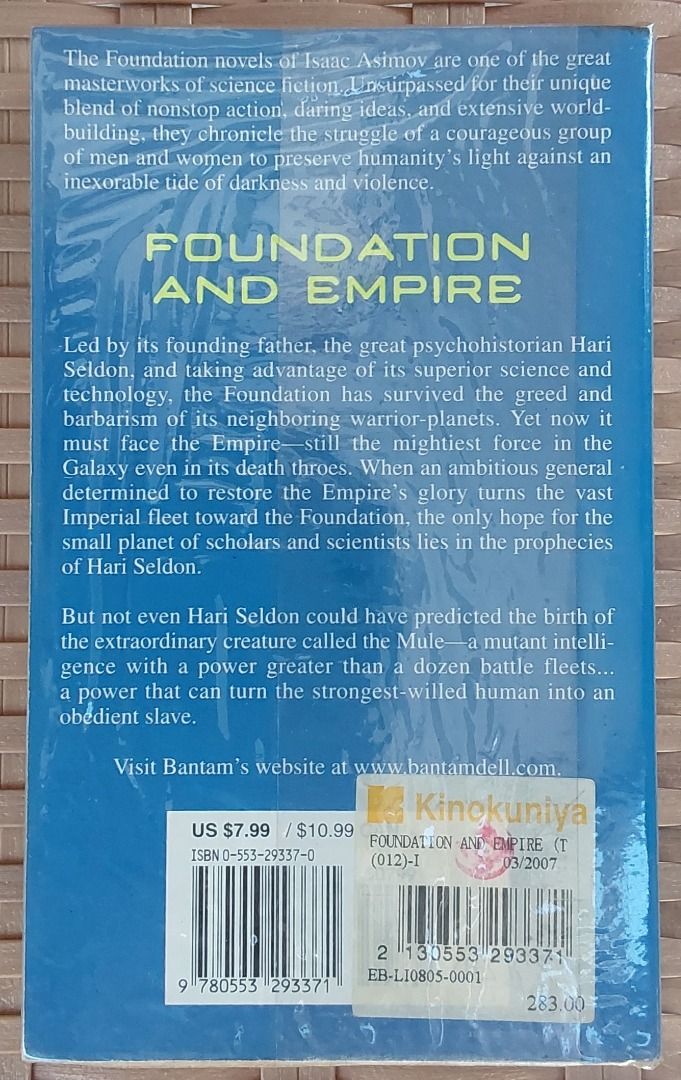 The Foundation novels of Isaac Asimov are one of the great
masterworks of science fiction. Unsurpassed for their unique
blend of nonstop action, daring ideas, and extensive world-
building, they chronicle the struggle of a courageous group
of men and women to preserve humanity's light against an
inexorable tide of darkness and violence.
FOUNDATION
AND EMPIRE
Led by its founding father, the great psychohistorian Hari
Seldon, and taking advantage of its superior science and
technology, the Foundation has survived the greed and
barbarism of its neighboring warrior-planets. Yet now it
must face the Empire—still the mightiest force in the
Galaxy even in its death throes. When an ambitious general
determined to restore the Empire's glory turns the vast
Imperial fleet toward the Foundation, the only hope for the
small planet of scholars and scientists lies in the prophecies
of Hari Seldon.
But not even Hari Seldon could have predicted the birth of
the extraordinary creature called the Mule—a mutant intelli-
gence with a power greater than a dozen battle fleets...
a power that can turn the strongest-willed human into an
obedient slave.
Visit Bantam's website at www.bantamdell.com.
US $7.99 / $10.99
ISBN 0-553-29337-0
9 780553 293371
Kinokuniya
FOUNDATION AND EMPIRE (T
(012)-I 03/2007
2 130553 293371
EB-LI0805-0001
283.00